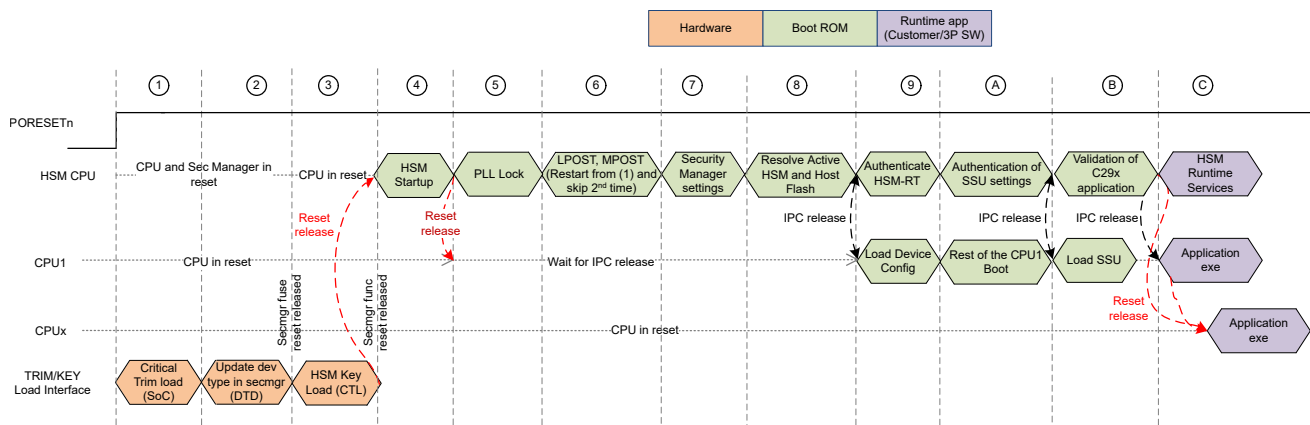 Hardware
Boot ROM
Runtime app
(Customer/3P SW)
1
2
3
4
5
6
7
8
9
A
B
C
PORESETn
HSM CPU
CPU and Sec Manager in
reset
CPU in reset
HSM
Startup
PLL Lock
LPOST, MPOST
(Restart from (1) and
skip 2nd time)
Security
Manager
settings
Resolve Active
HSM and Host
Flash
Authenticate
HSM-RT
Authentication of
SSU settings
Validation of
C29x
application
HSM
Runtime
Services
Reset
release
Reset
release
IPC release
IPC release
IPC release
CPU1
CPU in reset
Wait for IPC release
Load Device
Config
Rest of the CPU1
Boot
Load SSU
Application
exe
Secmgr fuse
reset released
Secmgr func
reset released
Reset
release
CPUx
CPU in reset
Application
exe
TRIM/KEY
Load Interface
Critical
Trim load
(SoC)
Update dev
type in secmgr
(DTD)
HSM Key
Load (CTL)